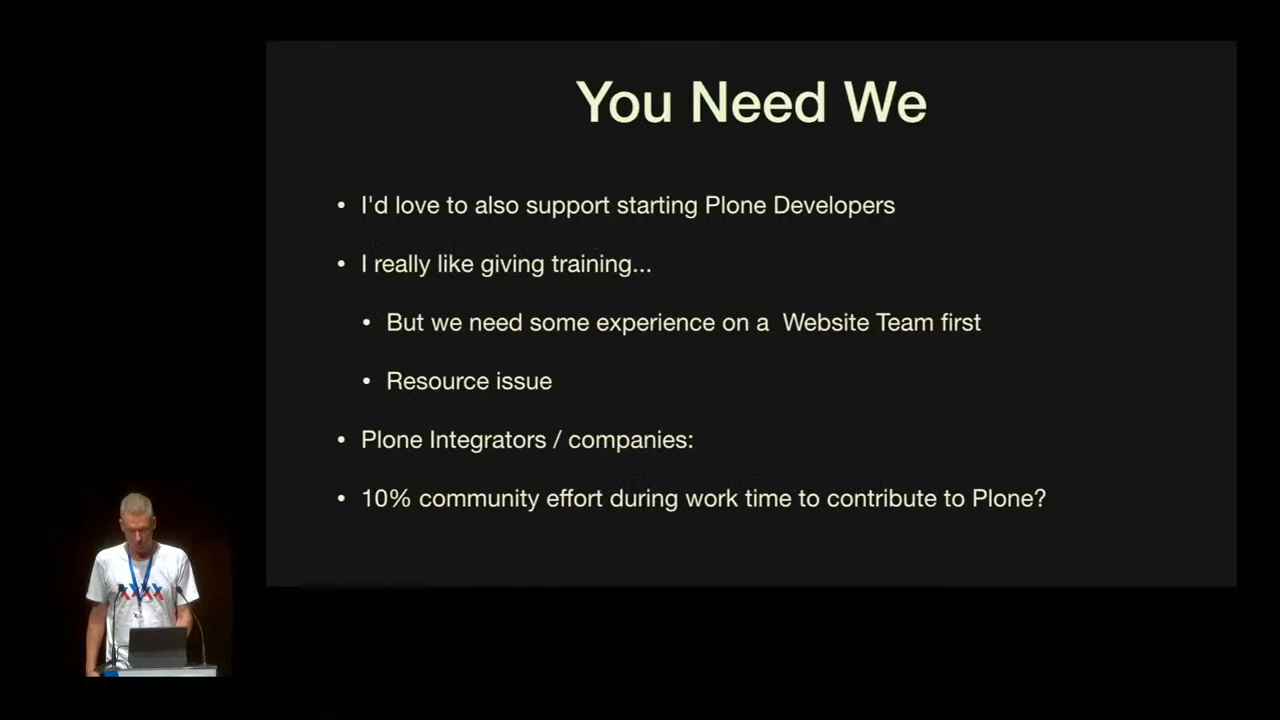 You Need We
• I'd love to also support starting Plone Developers
• I really like giving training...
• But we need some experience on a  Website Team first
• Resource issue
• Plone Integrators / companies:
• 10% community effort during work time to contribute to Plone?
XXXX